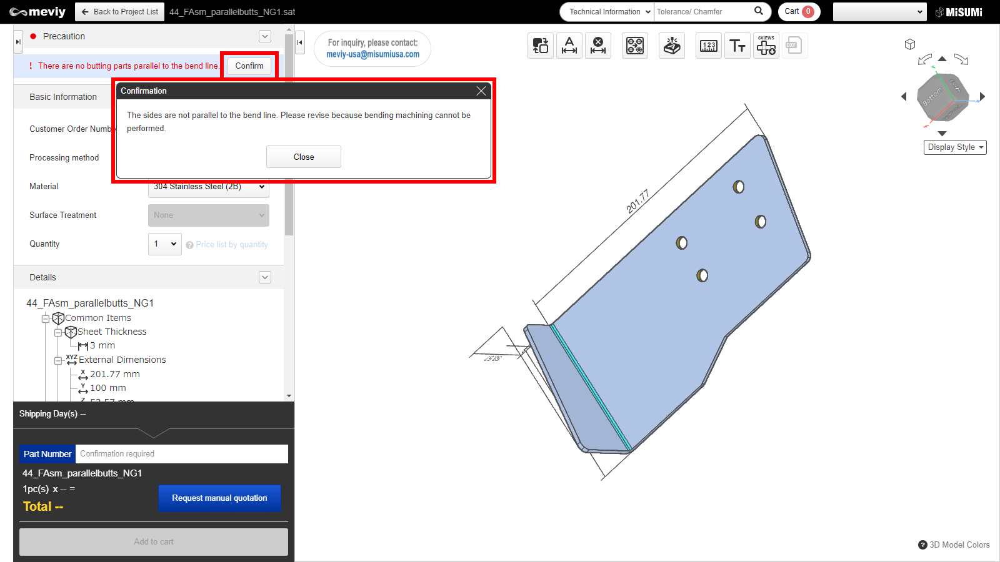 meviy
Back to Project List
44_FAsm_parallelbutts_NG1.sat
Technical Information
Tolerance/ Chamfer
Cart 0
MiSUMi
Precaution
! There are no butting parts parallel to the bend line.
Confirm
For inquiry, please contact:
meviy-usa@misumiusa.com
A
123
TT
6VIEWS
DXF
Bottom
Left
Display Style
Confirmation
The sides are not parallel to the bend line. Please revise because bending machining cannot be
performed.
Close
Basic Information
Customer Order Numbe
Processing method
Material
304 Stainless Steel (2B)
Surface Treatment
None
Quantity
1
? Price list by quantity
201.77
Details
44_FAsm_parallelbutts_NG1
Common Items
Sheet Thickness
3 mm
XYZ External Dimensions
X 201.77 mm
Y 100 mm
Z 53.57 mm
Shipping Day(s) --
Part Number
Confirmation required
44_FAsm_parallelbutts_NG1
1pc(s) x -- =
Total --
Request manual quotation
Add to cart
? 3D Model Colors